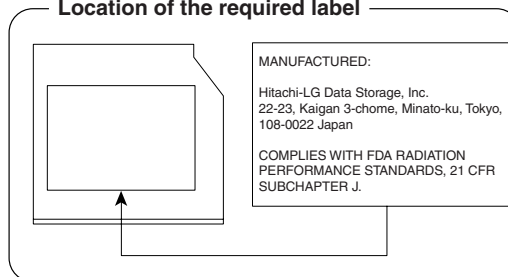 Location of the required label
MANUFACTURED:
Hitachi-LG Data Storage, Inc.
22-23, Kaigan 3-chome, Minato-ku, Tokyo,
108-0022 Japan
COMPLIES WITH FDA RADIATION
PERFORMANCE STANDARDS, 21 CFR
SUBCHAPTER J.